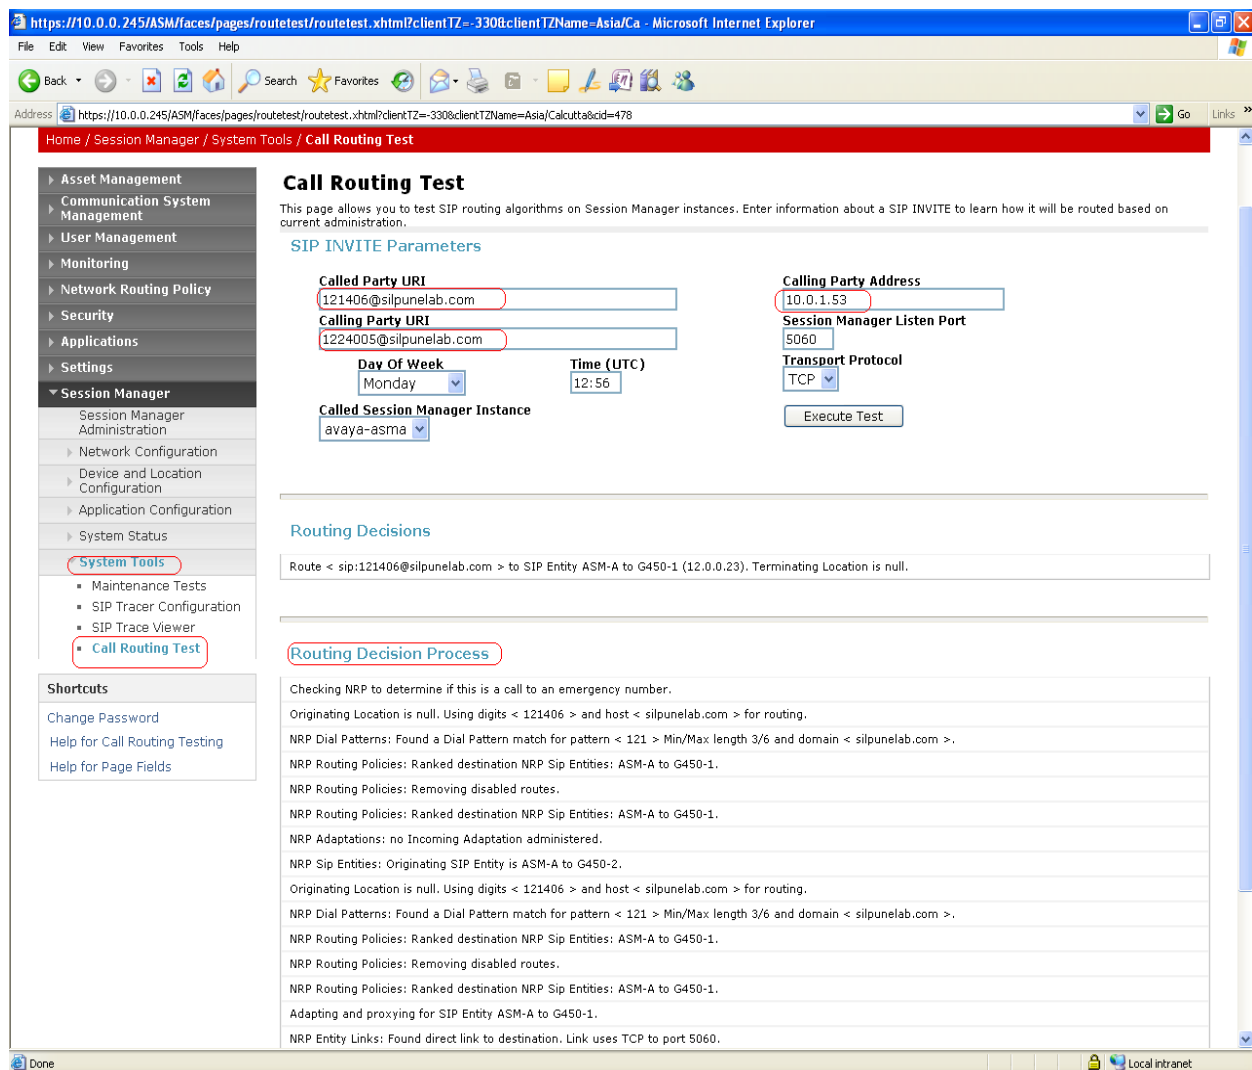 https://10.0.0.245/ASM/faces/pages/routetest/routetest.xhtml?clientTZ=-330&clientTZName=Asia/Ca - Microsoft Internet Explorer
File Edit View Favorites Tools Help
Back Search Favorites
Address https://10.0.0.245/ASM/faces/pages/routetest/routetest.xhtml?clientTZ=-330&clientTZName=Asia/Calcutta&cid=478 Go Links »
Home / Session Manager / System Tools / Call Routing Test
Asset Management
Communication System
Management
User Management
Monitoring
Network Routing Policy
Security
Applications
Settings
Session Manager
Session Manager
Administration
Network Configuration
Device and Location
Configuration
Application Configuration
System Status
System Tools
Maintenance Tests
SIP Tracer Configuration
SIP Trace Viewer
Call Routing Test
Shortcuts
Change Password
Help for Call Routing Testing
Help for Page Fields
Call Routing Test
This page allows you to test SIP routing algorithms on Session Manager instances. Enter information about a SIP INVITE to learn how it will be routed based on
current administration.
SIP INVITE Parameters
Called Party URI
121406@silpunelab.com
Calling Party URI
1224005@silpunelab.com
Day Of Week Time (UTC)
Monday 12:56
Called Session Manager Instance
avaya-asma
Calling Party Address
10.0.1.53
Session Manager Listen Port
5060
Transport Protocol
TCP
Execute Test
Routing Decisions
Route < sip:121406@silpunelab.com > to SIP Entity ASM-A to G450-1 (12.0.0.23). Terminating Location is null.
Routing Decision Process
Checking NRP to determine if this is a call to an emergency number.
Originating Location is null. Using digits < 121406 > and host < silpunelab.com > for routing.
NRP Dial Patterns: Found a Dial Pattern match for pattern < 121 > Min/Max length 3/6 and domain < silpunelab.com >.
NRP Routing Policies: Ranked destination NRP Sip Entities: ASM-A to G450-1.
NRP Routing Policies: Removing disabled routes.
NRP Routing Policies: Ranked destination NRP Sip Entities: ASM-A to G450-1.
NRP Adaptations: no Incoming Adaptation administered.
NRP Sip Entities: Originating SIP Entity is ASM-A to G450-2.
Originating Location is null. Using digits < 121406 > and host < silpunelab.com > for routing.
NRP Dial Patterns: Found a Dial Pattern match for pattern < 121 > Min/Max length 3/6 and domain < silpunelab.com >.
NRP Routing Policies: Ranked destination NRP Sip Entities: ASM-A to G450-1.
NRP Routing Policies: Removing disabled routes.
NRP Routing Policies: Ranked destination NRP Sip Entities: ASM-A to G450-1.
Adapting and proxying for SIP Entity ASM-A to G450-1.
NRP Entity Links: Found direct link to destination. Link uses TCP to port 5060.
Done Local intranet